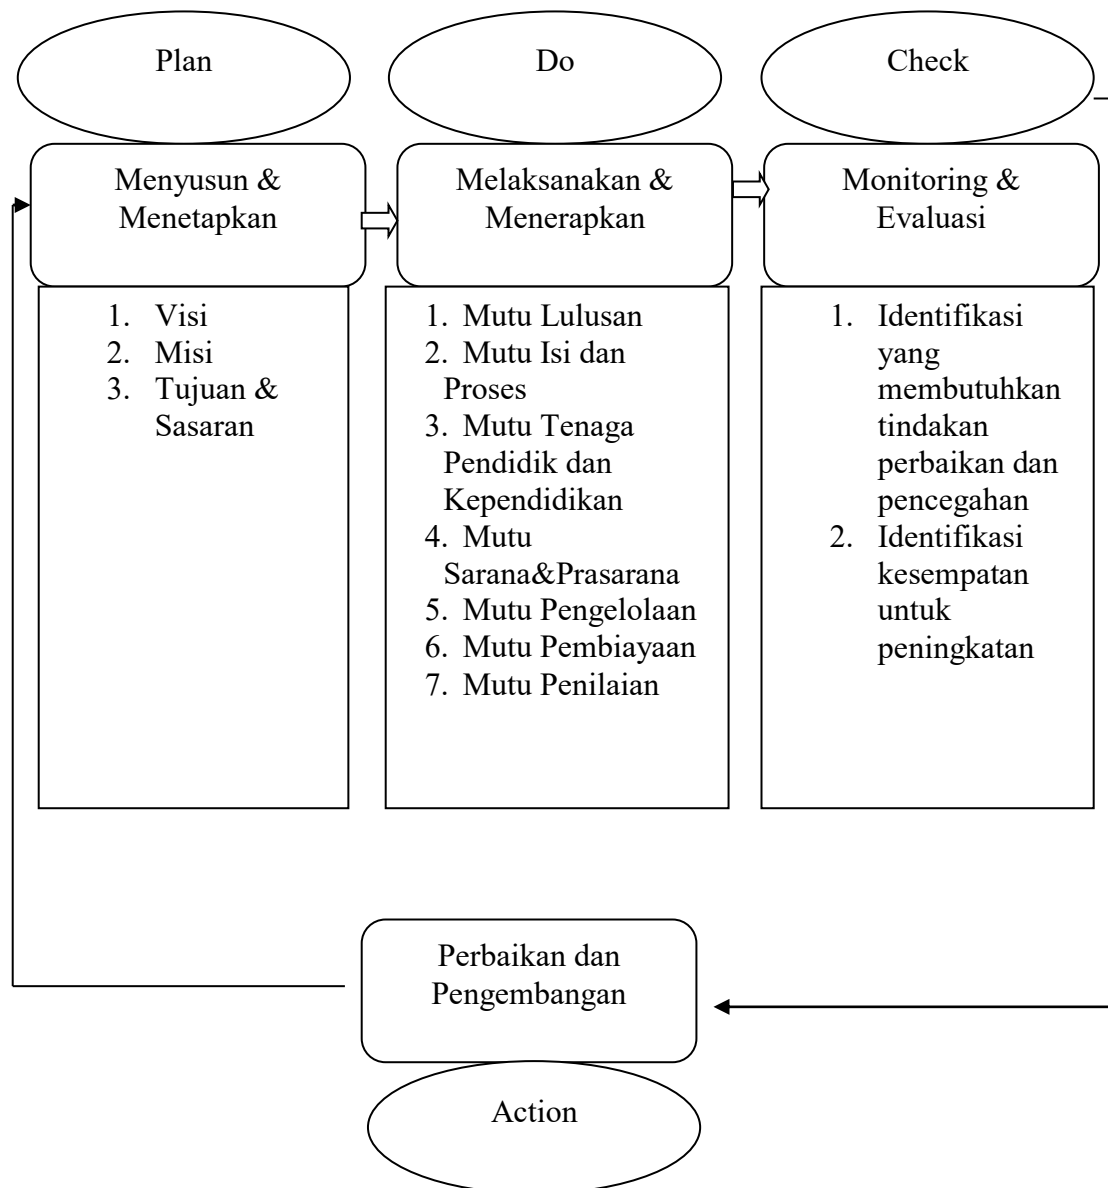 Plan
Menyusun &
Menetapkan
1. Visi
2. Misi
3. Tujuan &
Sasaran
Do
Melaksanakan &
Menerapkan
1. Mutu Lulusan
2. Mutu Isi dan
Proses
3. Mutu Tenaga
Pendidik dan
Kependidikan
4. Mutu
Sarana&Prasarana
5. Mutu Pengelolaan
6. Mutu Pembiayaan
7. Mutu Penilaian
Check
Monitoring &
Evaluasi
1. Identifikasi
yang
membutuhkan
tindakan
perbaikan dan
pencegahan
2. Identifikasi
kesempatan
untuk
peningkatan
Perbaikan dan
Pengembangan
Action